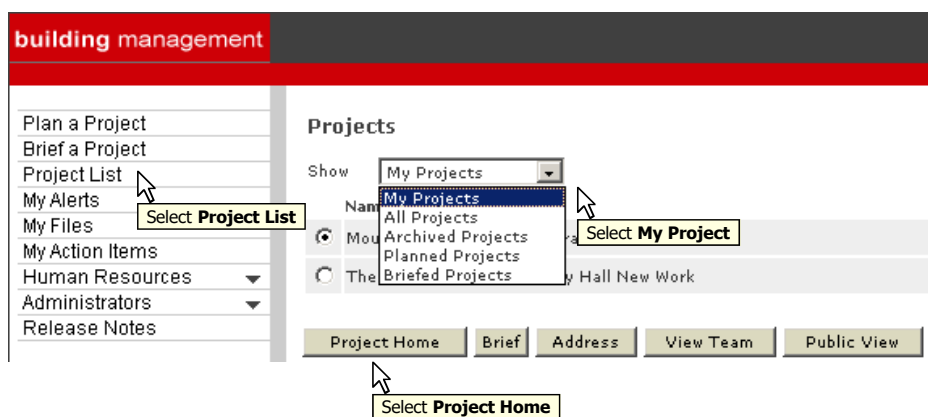 building management
Plan a Project
Brief a Project
Project List
My Alerts
Select Project List
My Files
My Action Items
Human Resources
Administrators
Release Notes
Projects
Show My Projects
My Projects
All Projects
Archived Projects
Planned Projects
Briefed Projects
Select My Project
The y Hall New Work
Project Home Brief Address View Team Public View
Select Project Home